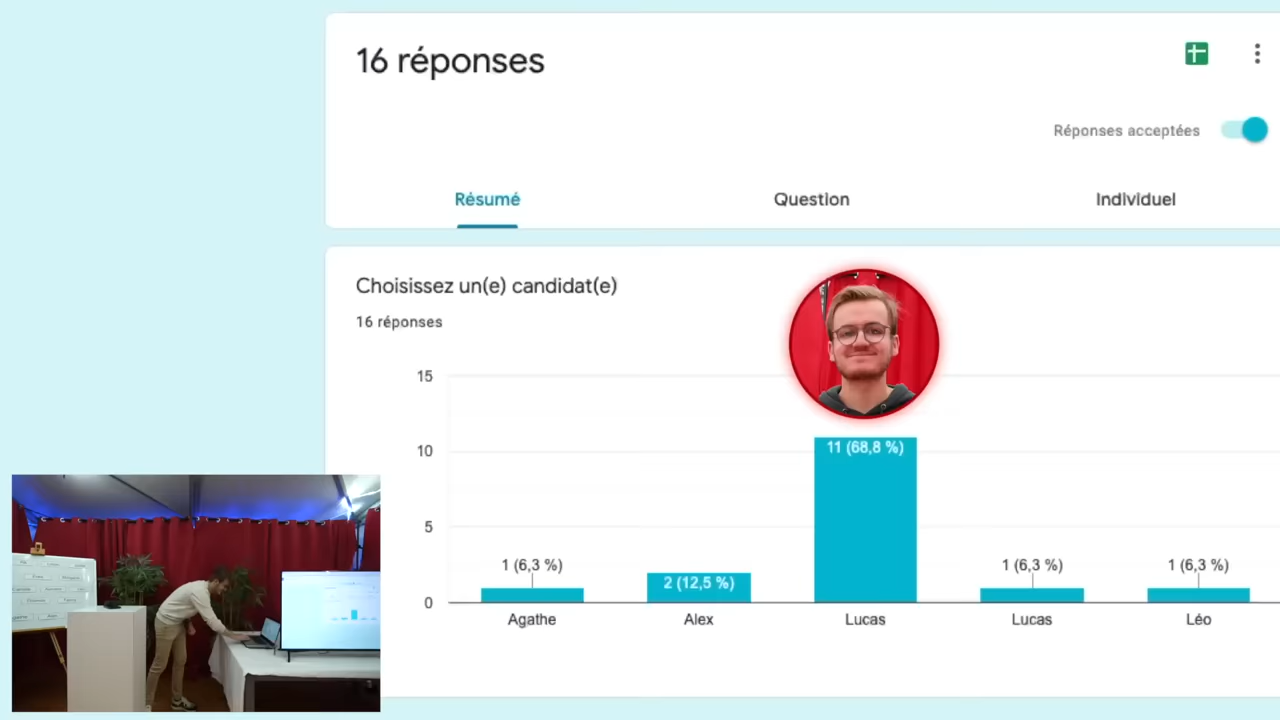 16 réponses
Réponses acceptées
Résumé
Question
Individuel
Choisissez un(e) candidat(e)
16 réponses
15
10
5
0
1 (6,3 %)
2 (12,5 %)
11 (68,8 %)
1 (6,3 %)
1 (6,3 %)
Agathe
Alex
Lucas
Lucas
Léo